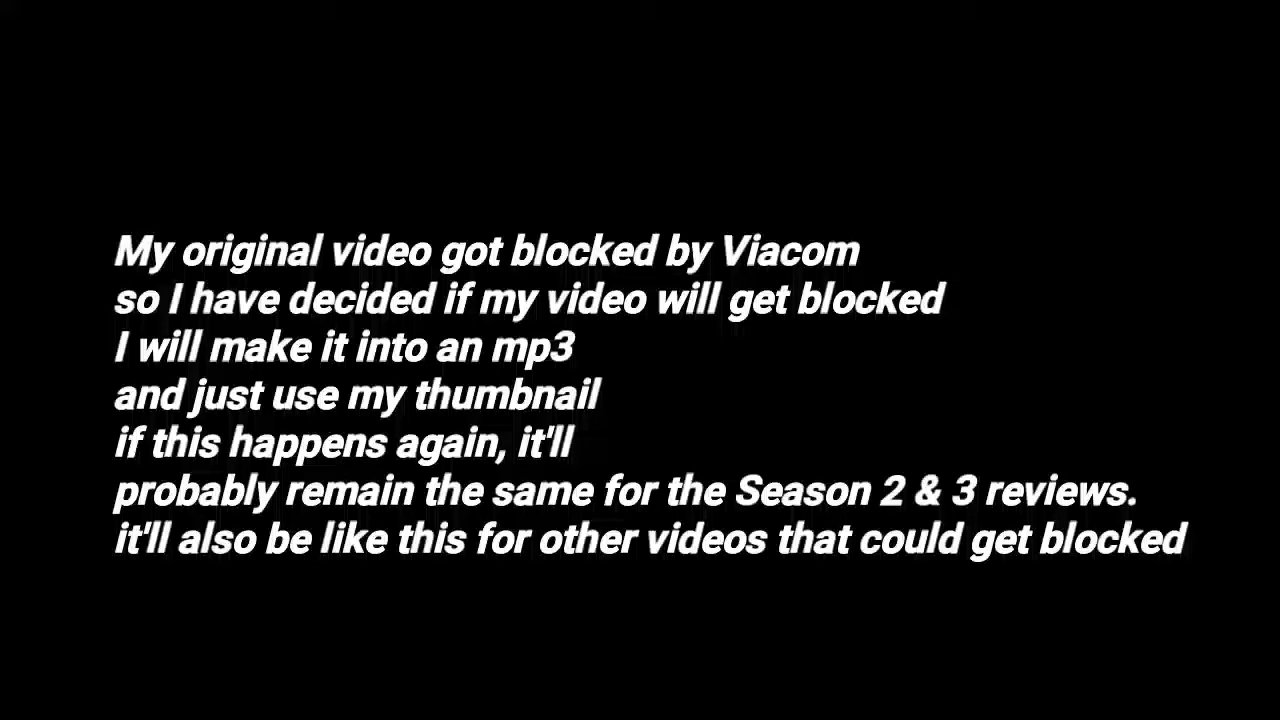 My original video got blocked by Viacom
so I have decided if my video will get blocked
I will make it into an mp3
and just use my thumbnail
if this happens again, it'll
probably remain the same for the Season 2 & 3 reviews.
it'll also be like this for other videos that could get blocked